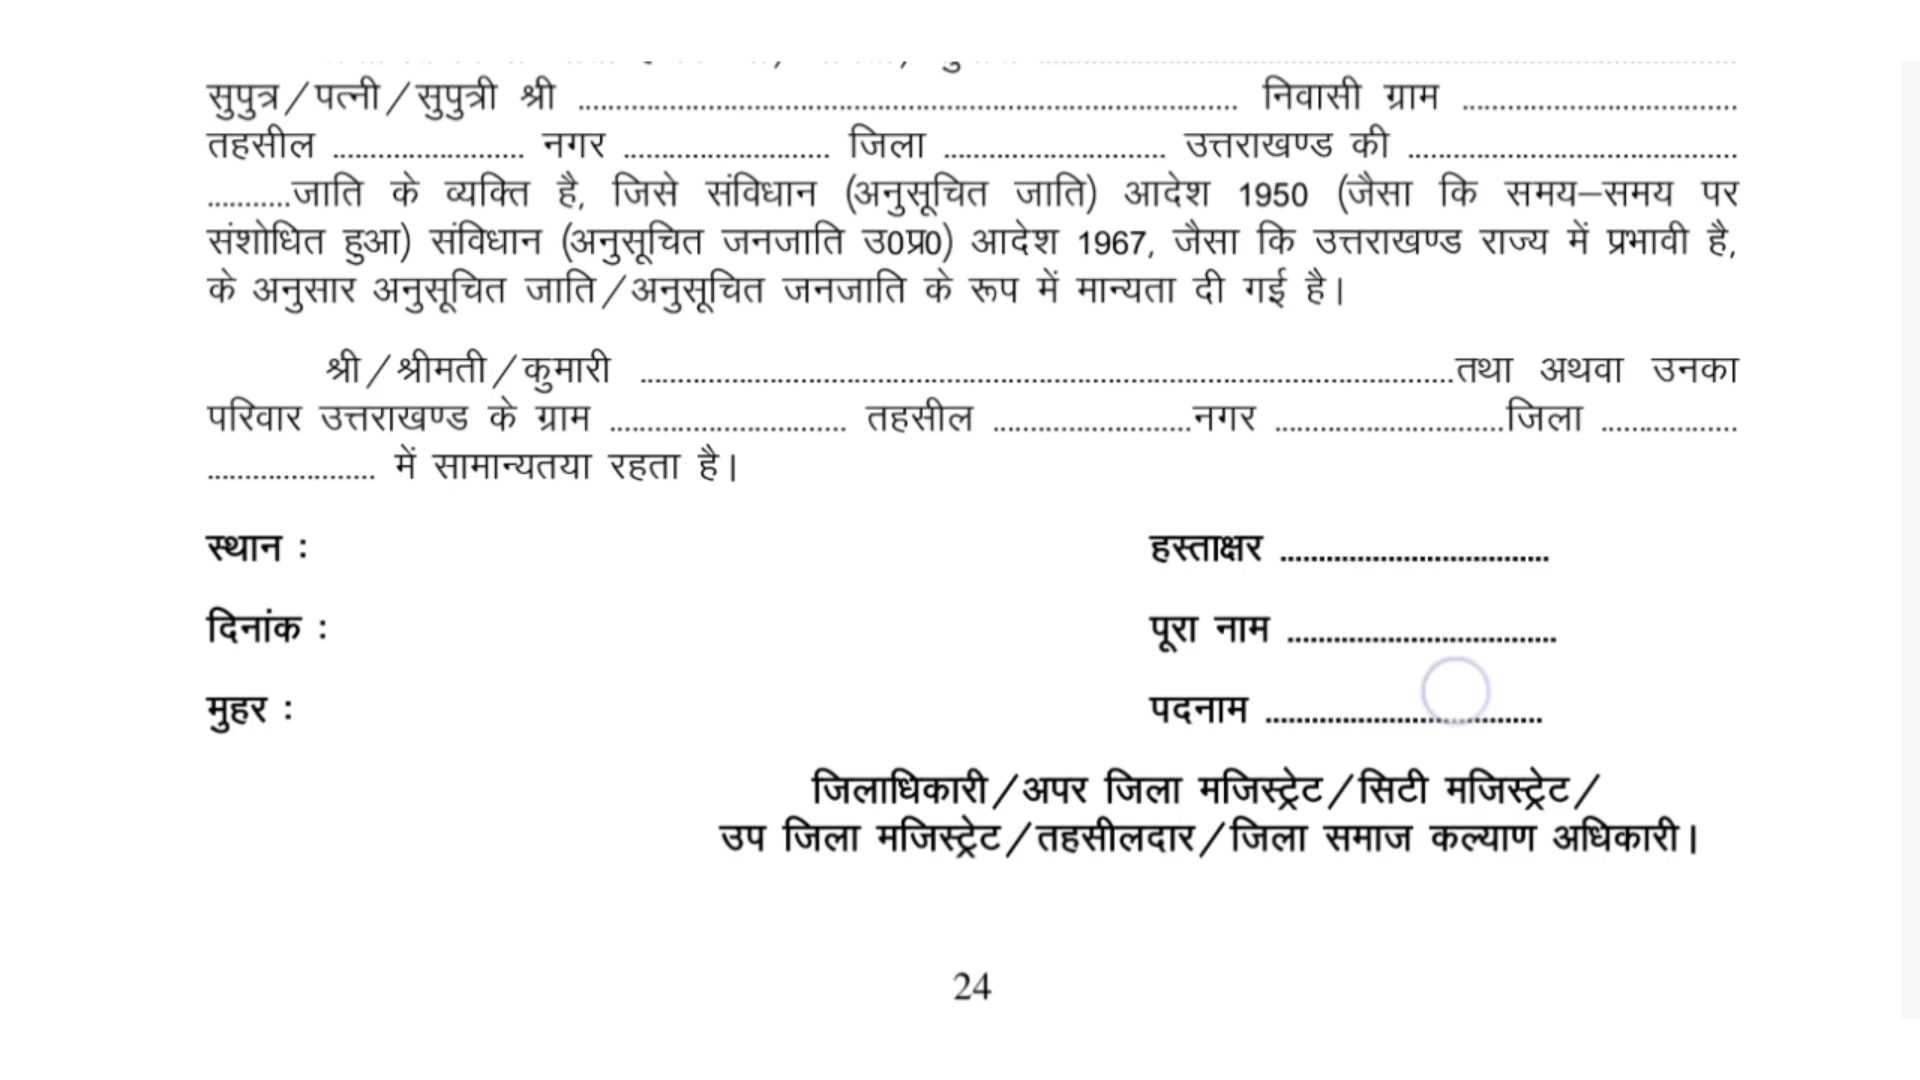 सुपुत्र/पत्नी/सुपुत्री श्री ........................................ निवासी ग्राम ....................
तहसील .................... नगर .................... जिला .................... उत्तराखण्ड की ....................
...........जाति के व्यक्ति है, जिसे संविधान (अनुसूचित जाति) आदेश 1950 (जैसा कि समय–समय पर
संशोधित हुआ) संविधान (अनुसूचित जनजाति उ0प्र0) आदेश 1967, जैसा कि उत्तराखण्ड राज्य में प्रभावी है,
के अनुसार अनुसूचित जाति/अनुसूचित जनजाति के रूप में मान्यता दी गई है।
श्री/श्रीमती/कुमारी ........................................तथा अथवा उनका
परिवार उत्तराखण्ड के ग्राम .................... तहसील ....................नगर ....................जिला ..................
...................... में सामान्यतया रहता है।
स्थान : हस्ताक्षर ....................
दिनांक : पूरा नाम ....................
मुहर : पदनाम ....................
जिलाधिकारी/अपर जिला मजिस्ट्रेट/सिटी मजिस्ट्रेट/
उप जिला मजिस्ट्रेट/तहसीलदार/जिला समाज कल्याण अधिकारी।
24